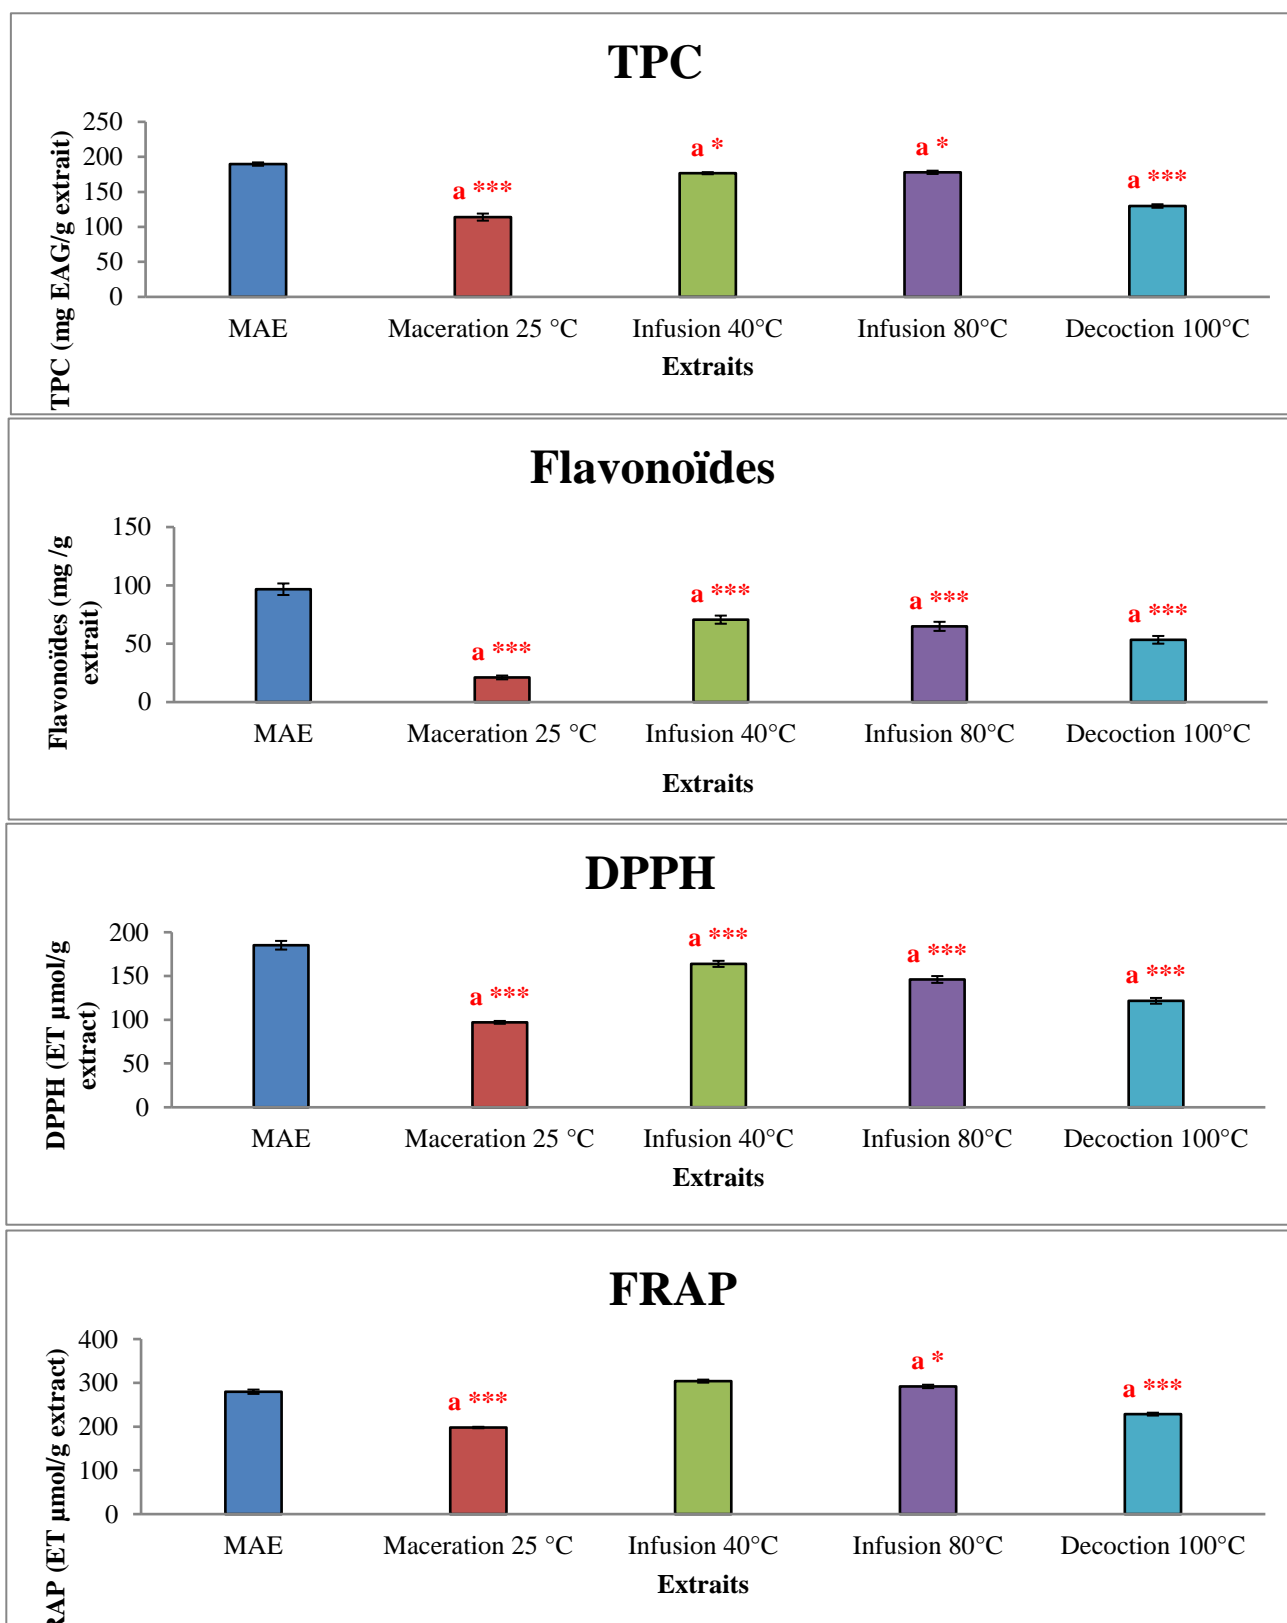 TPC
TPC (mg EAG/g extrait)
250
200
150
100
50
0
a ***
a *
a *
a ***
MAE Maceration 25 °C Infusion 40°C Infusion 80°C Decoction 100°C
Extraits
Flavonoïdes
Flavonoïdes (mg /g
extrait)
150
100
50
0
a ***
a ***
a ***
a ***
MAE Maceration 25 °C Infusion 40°C Infusion 80°C Decoction 100°C
Extraits
DPPH
DPPH (ET µmol/g
extract)
200
150
100
50
0
a ***
a ***
a ***
a ***
MAE Maceration 25 °C Infusion 40°C Infusion 80°C Decoction 100°C
Extraits
FRAP
RAP (ET µmol/g extract)
400
300
200
100
0
a ***
a *
a ***
MAE Maceration 25 °C Infusion 40°C Infusion 80°C Decoction 100°C
Extraits